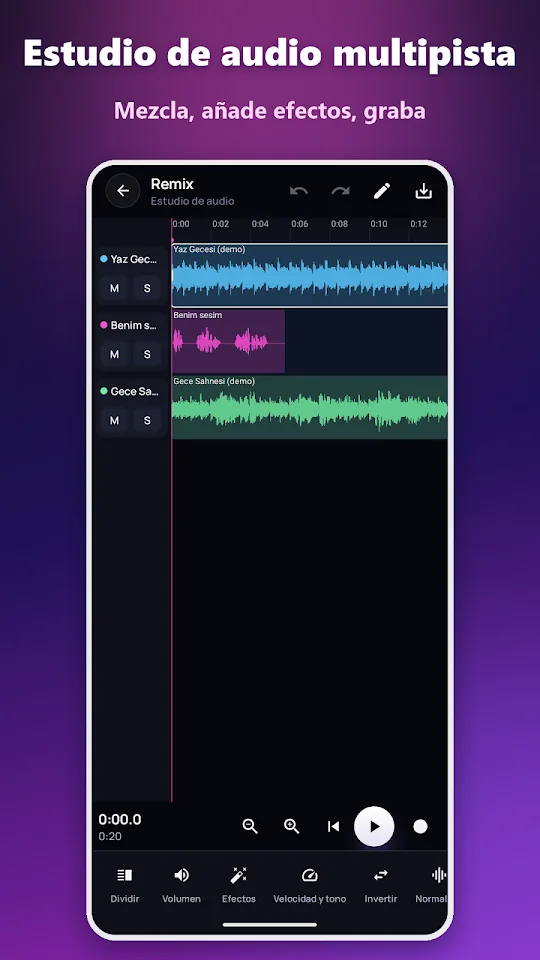 Estudio de audio multipista
Mezcla, añade efectos, graba
Remix
Estudio de audio
0:00 0:02 0:04 0:06 0:08 0:10 0:12
Yaz Gecesi (demo)
Yaz Gec...
M S
Benim sesim
Benim s...
M S
Gece Sahnesi (demo)
Gece Sa...
M S
0:00.0
0:20
Dividir Volumen Efectos Velocidad y tono Invertir Normal